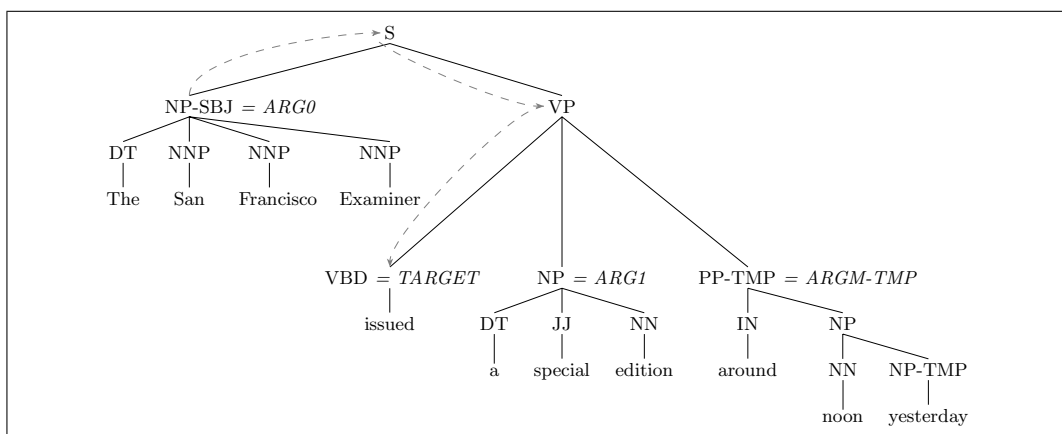 S
NP-SBJ = ARG0 VP
DT NNP NNP NNP
The San Francisco Examiner
VBD = TARGET NP = ARG1 PP-TMP = ARGM-TMP
issued DT JJ NN IN NP
a special edition around NN NP-TMP
noon yesterday